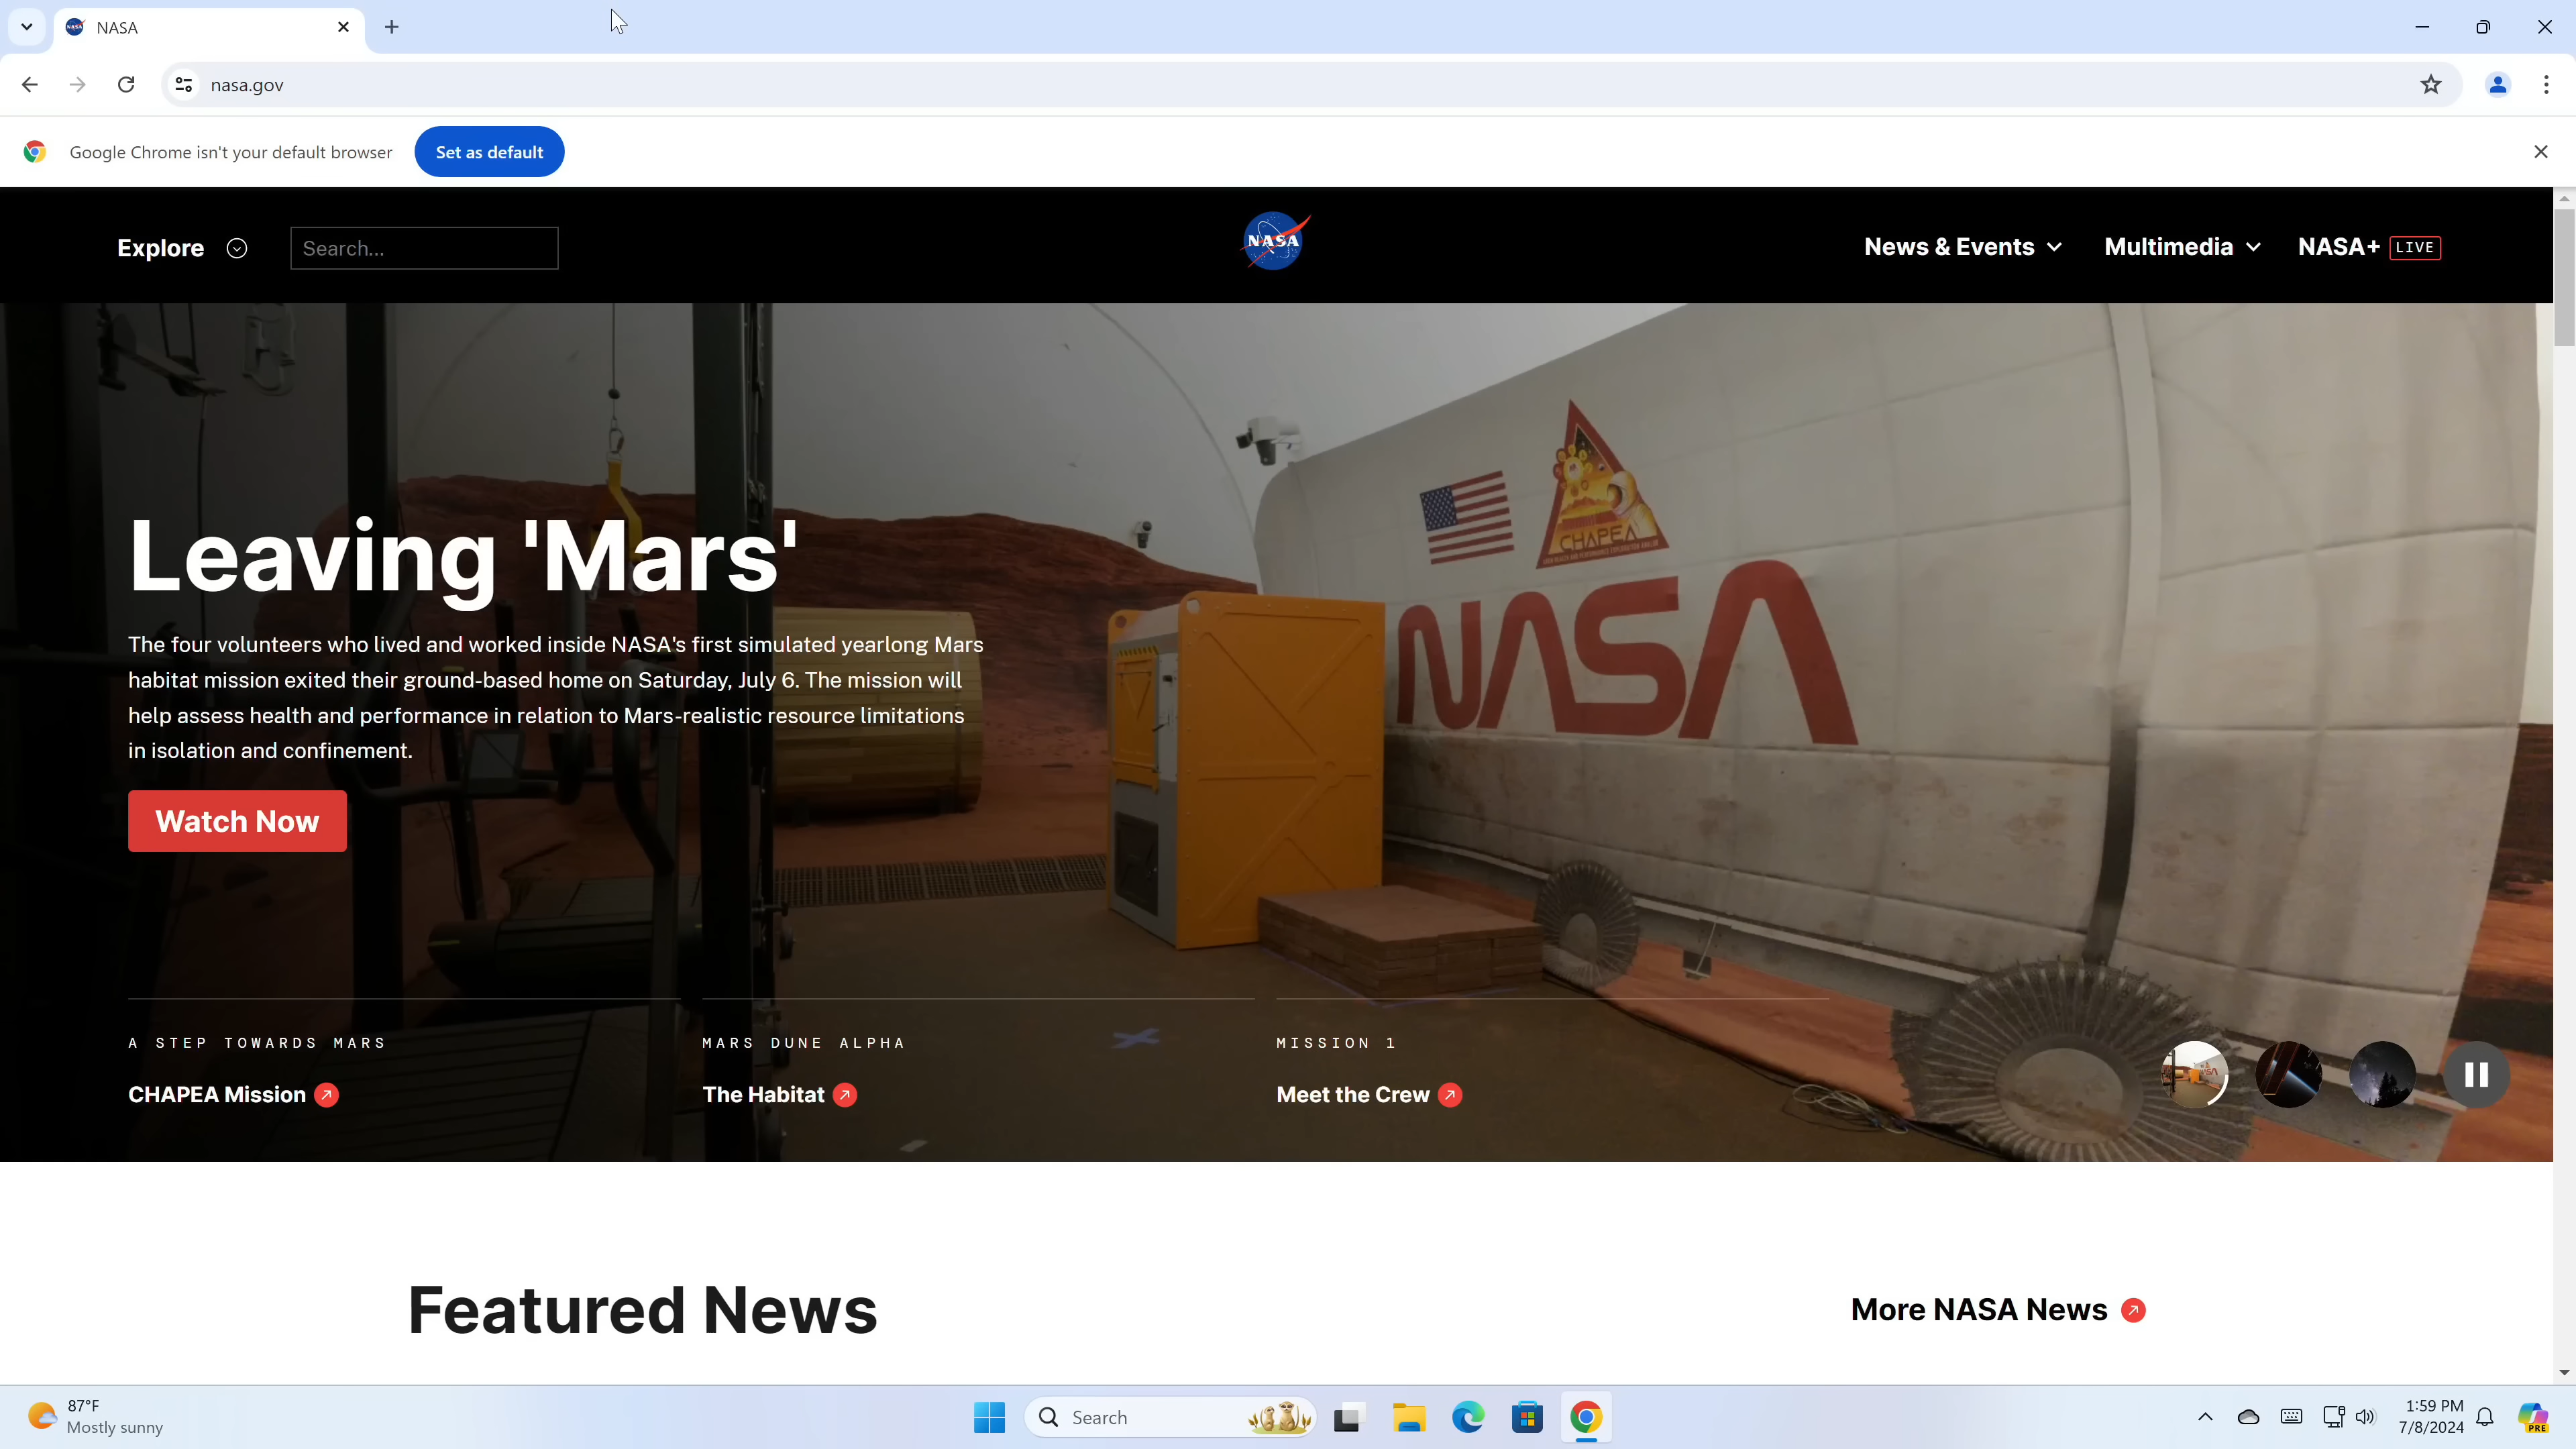 NASA
nasa.gov
Google Chrome isn't your default browser
Set as default
Explore
Search...
NASA
News & Events
Multimedia
NASA+ LIVE
CHAPEA
NASA
Leaving 'Mars'
The four volunteers who lived and worked inside NASA's first simulated yearlong Mars
habitat mission exited their ground-based home on Saturday, July 6. The mission will
help assess health and performance in relation to Mars-realistic resource limitations
in isolation and confinement.
Watch Now
A STEP TOWARDS MARS
CHAPEA Mission
MARS DUNE ALPHA
The Habitat
MISSION 1
Meet the Crew
Featured News
More NASA News
87°F
Mostly sunny
Search
1:59 PM
7/8/2024
PRE